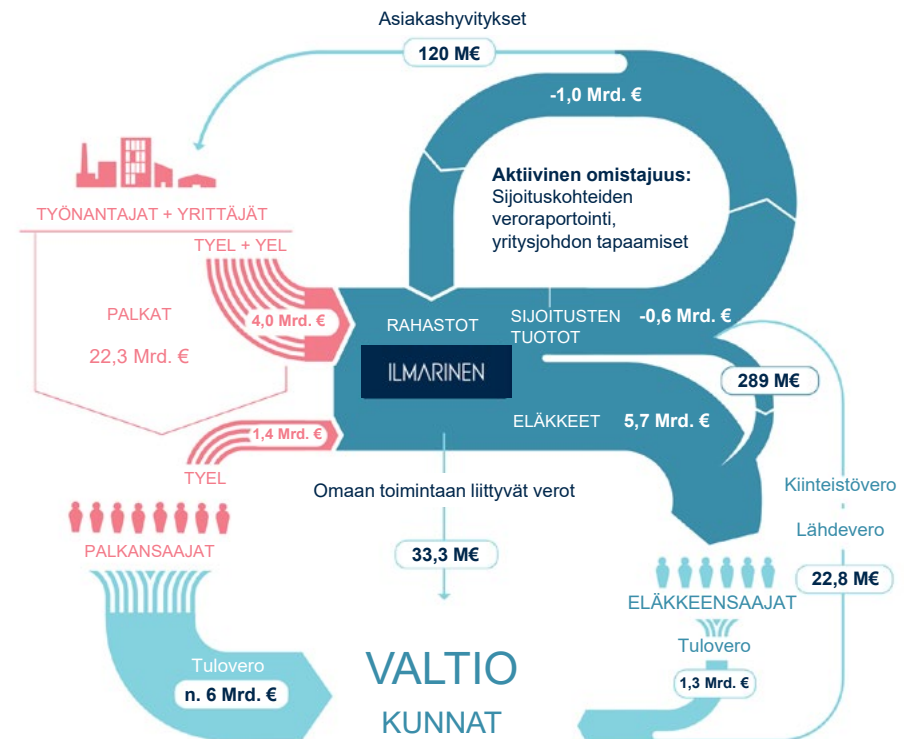 Asiakashyvitykset
120 M€
-1,0 Mrd. €
Aktiivinen omistajuus:
Sijoituskohteiden
veroraportointi,
yritysjohdon tapaamiset
TYÖNANTAJAT + YRITTÄJÄT
TYEL + YEL
PALKAT
22,3 Mrd. €
4,0 Mrd. €
RAHASTOT
SIJOITUSTEN
TUOTOT
-0,6 Mrd. €
ILMARINEN
289 M€
ELÄKKEET
5,7 Mrd. €
1,4 Mrd. €
TYEL
Omaan toimintaan liittyvät verot
33,3 M€
Kiinteistövero
Lähdevero
22,8 M€
PALKANSAAJAT
ELÄKKEENSAAJAT
Tulovero
n. 6 Mrd. €
Tulovero
1,3 Mrd. €
VALTIO
KUNNAT